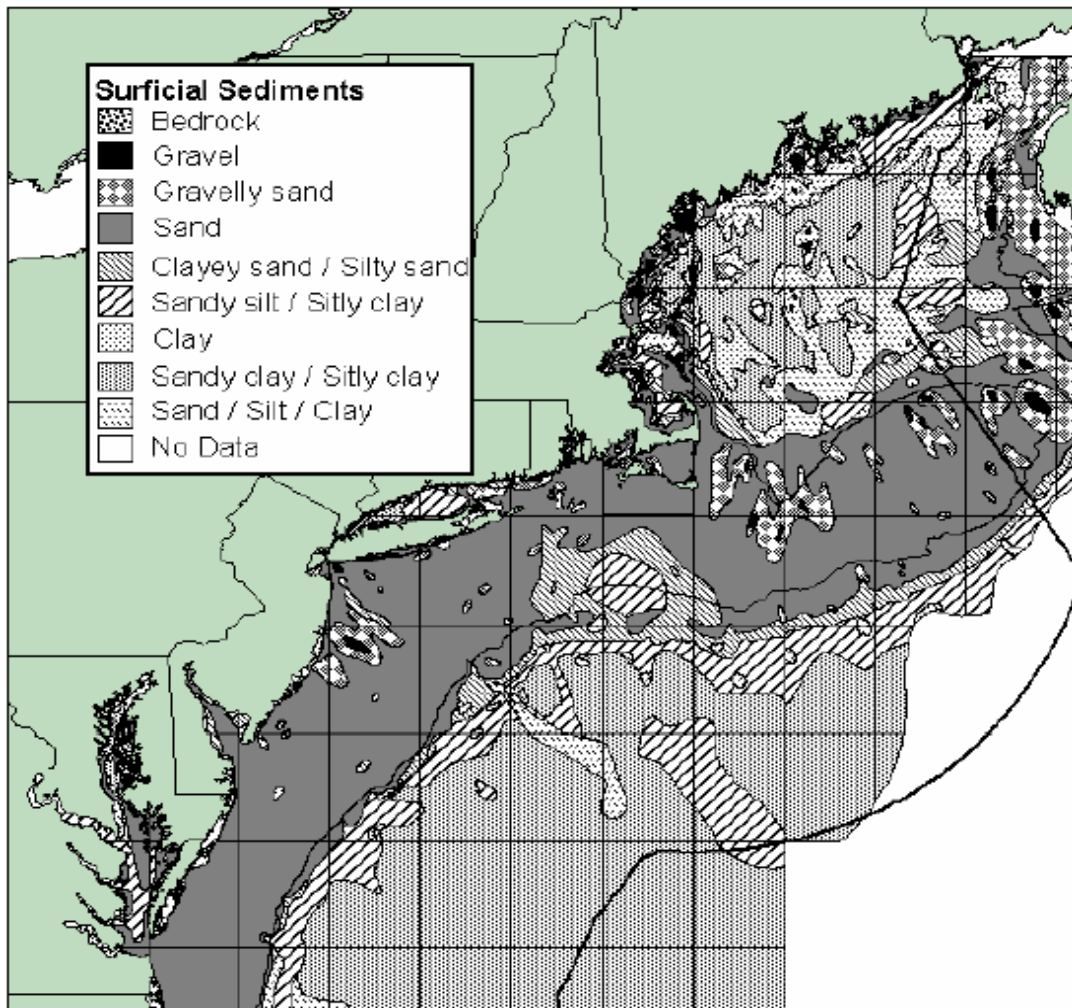 Surficial Sediments
Bedrock
Gravel
Gravelly sand
Sand
Clayey sand / Silty sand
Sandy silt / Sitly clay
Clay
Sandy clay / Sitly clay
Sand / Silt / Clay
No Data